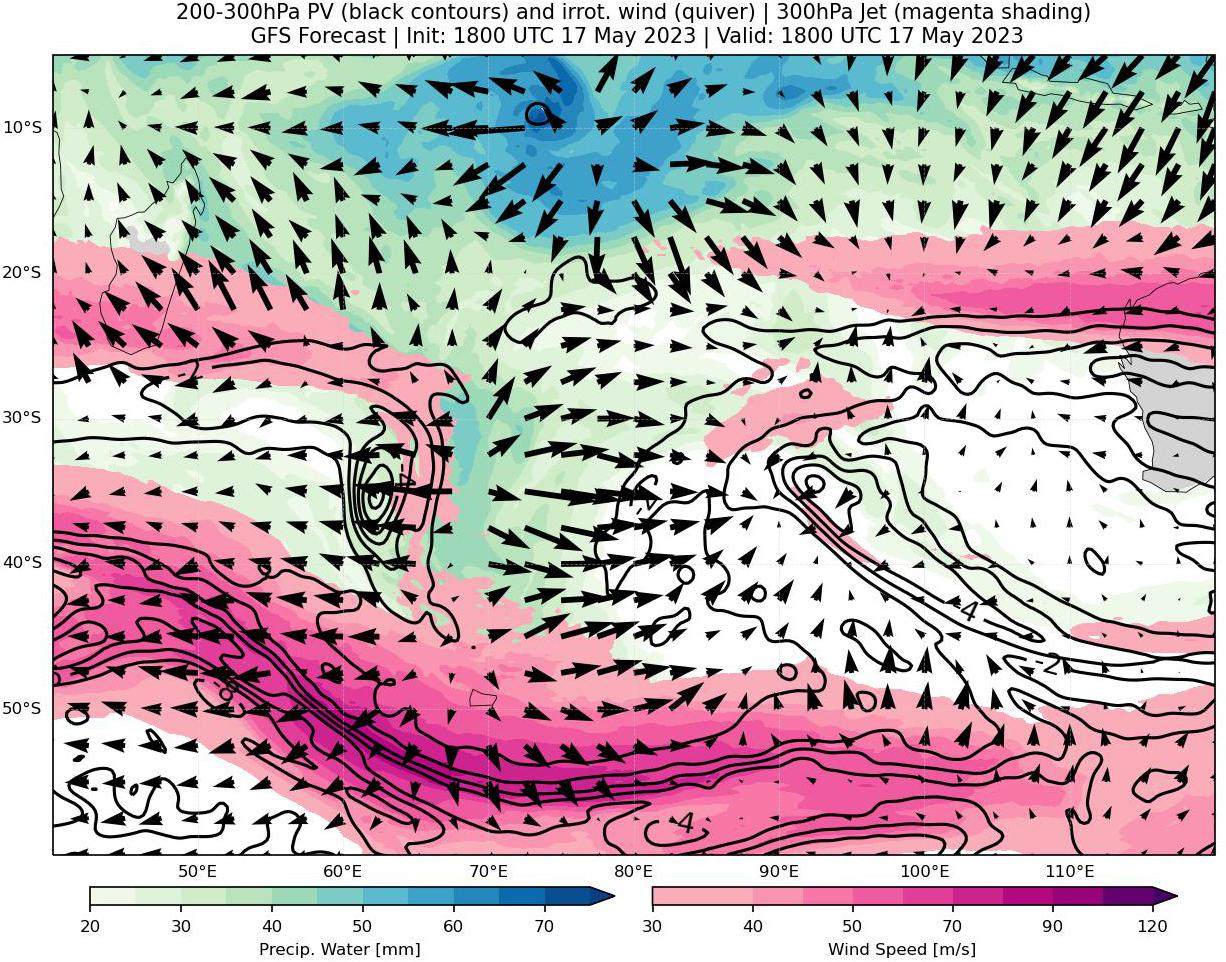 200-300hPa PV (black contours) and irrot. wind (quiver) | 300hPa Jet (magenta shading)
GFS Forecast | Init: 1800 UTC 17 May 2023 | Valid: 1800 UTC 17 May 2023
10°S
20°S
30°S
40°S
50°S
-4
-2
-4
-2
-8
-4
50°E 60°E 70°E 80°E 90°E 100°E 110°E
20 30 40 50 60 70
Precip. Water [mm]
30 40 50 70 90 120
Wind Speed [m/s]